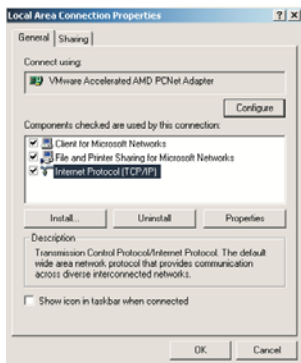 Local Area Connection Properties
General Sharing
Connect using:
VMware Accelerated AMD PCNet Adapter
Configure
Components checked are used by this connection:
Client for Microsoft Networks
File and Printer Sharing for Microsoft Networks
Internet Protocol (TCP/IP)
Install... Uninstall Properties
Description
Transmission Control Protocol/Internet Protocol. The default
wide area network protocol that provides communication
across diverse interconnected networks.
Show icon in taskbar when connected
OK Cancel